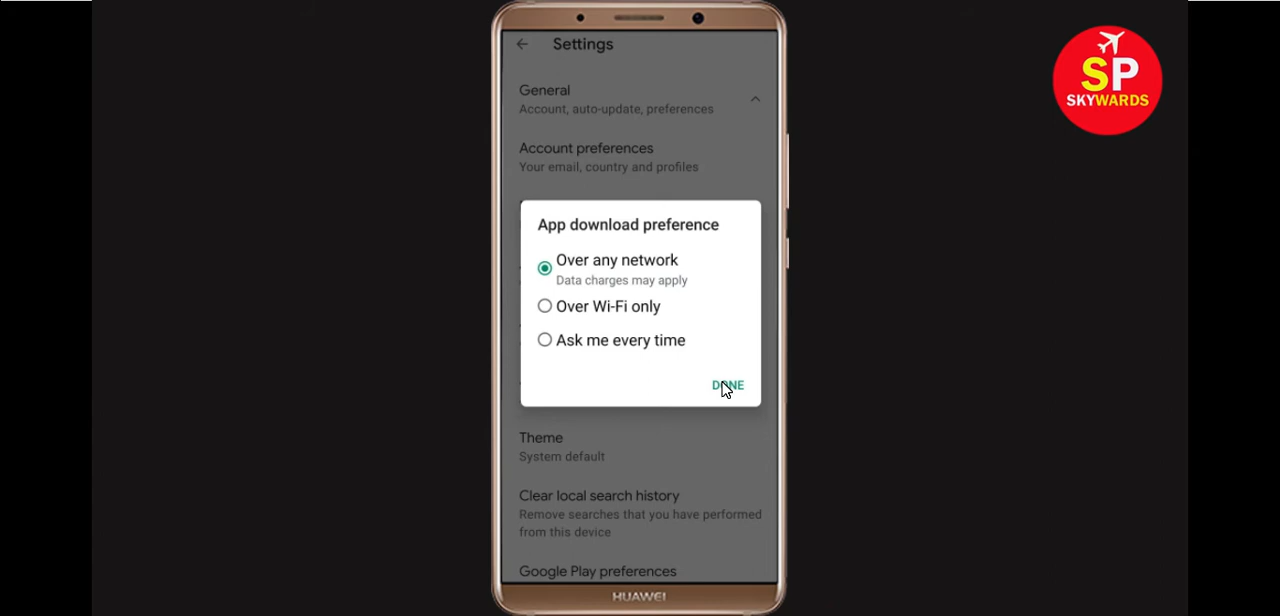 Settings
General
Account, auto-update, preferences
Account preferences
Your email, country and profiles
App download preference
Over any network
Data charges may apply
Over Wi-Fi only
Ask me every time
DONE
Theme
System default
Clear local search history
Remove searches that you have performed
from this device
Google Play preferences
HUAWEI
SP
SKYWARDS